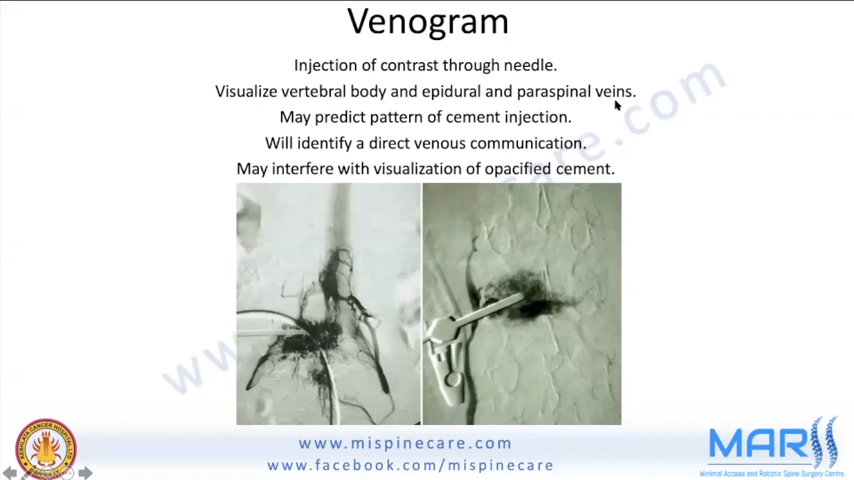 Venogram
Injection of contrast through needle.
Visualize vertebral body and epidural and paraspinal veins.
May predict pattern of cement injection.
Will identify a direct venous communication.
May interfere with visualization of opacified cement.
www.mispinecare.com
www.facebook.com/mispinecare
MAR
Minimal Access and Robotic Spine Surgery Centre